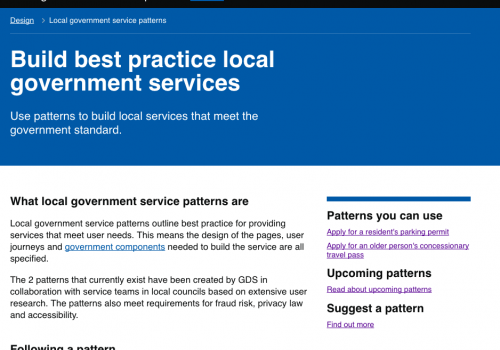 Design > Local government service patterns
Build best practice local
government services
Use patterns to build local services that meet the
government standard.
What local government service patterns are
Local government service patterns outline best practice for providing
services that meet user needs. This means the design of the pages, user
journeys and government components needed to build the service are all
specified.
The 2 patterns that currently exist have been created by GDS in
collaboration with service teams in local councils based on extensive user
research. The patterns also meet requirements for fraud risk, privacy law
and accessibility.
Following a pattern
Patterns you can use
Apply for a resident's parking permit
Apply for an older person's concessionary
travel pass
Upcoming patterns
Read about upcoming patterns
Suggest a pattern
Find out more